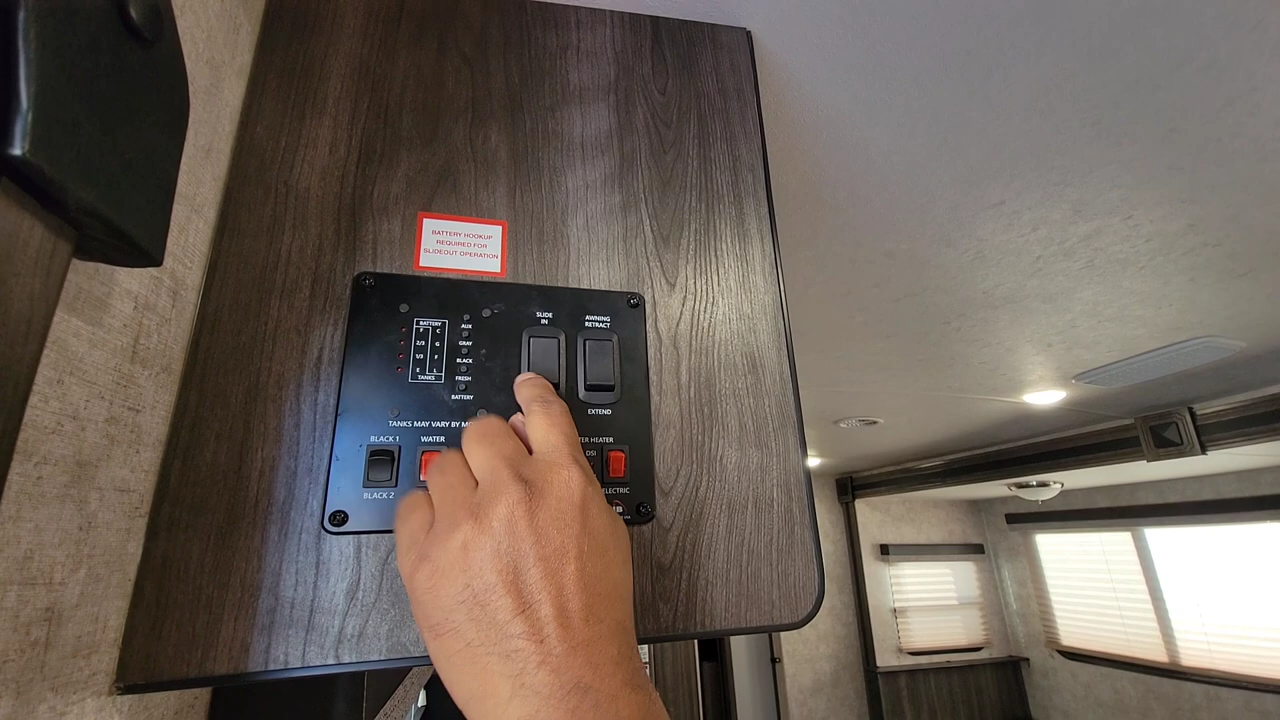 BATTERY HOOKUP
REQUIRED FOR
SLIDEOUT OPERATION
BATTERY
F C
2/3 G
1/3 F
E L
TANKS
AUX
GRAY
BLACK
FRESH
BATTERY
SLIDE
IN
AWNING
RETRACT
EXTEND
TANKS MAY VARY BY
BLACK 1
BLACK 2
WATER
HEATER
DSI
ELECTRIC